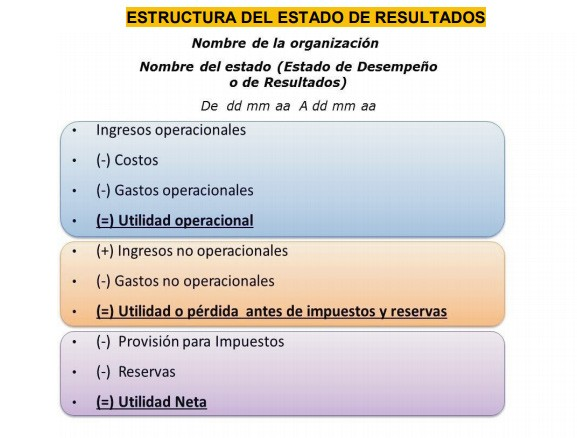 ESTRUCTURA DEL ESTADO DE RESULTADOS
Nombre de la organización
Nombre del estado (Estado de Desempeño
o de Resultados)
De dd mm aa A dd mm aa
• Ingresos operacionales
• (-) Costos
• (-) Gastos operacionales
• (=) Utilidad operacional
• (+) Ingresos no operacionales
• (-) Gastos no operacionales
• (=) Utilidad o pérdida antes de impuestos y reservas
• (-) Provisión para Impuestos
• (-) Reservas
• (=) Utilidad Neta